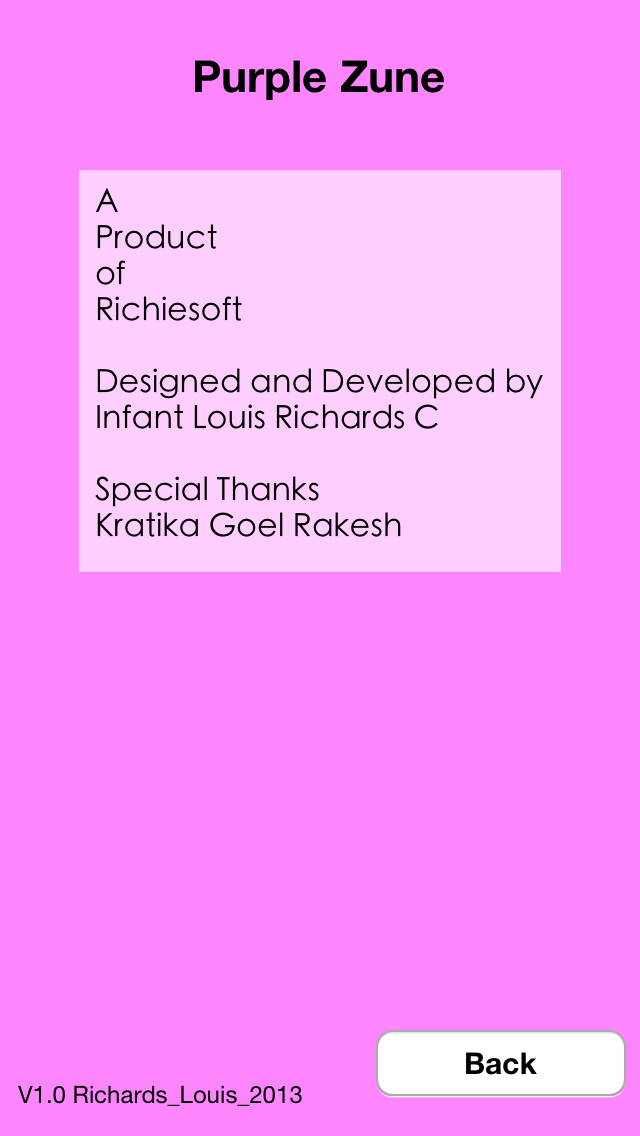 Purple Zune
A
Product
of
Richiesoft
Designed and Developed by
Infant Louis Richards C
Special Thanks
Kratika Goel Rakesh
Back
V1.0 Richards_Louis_2013